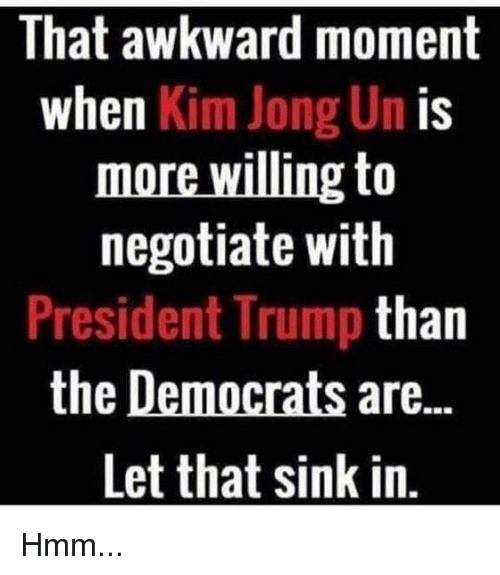 That awkward moment
when Kim Jong Un is
more willing to
negotiate with
President Trump than
the Democrats are...
Let that sink in.
Hmm...